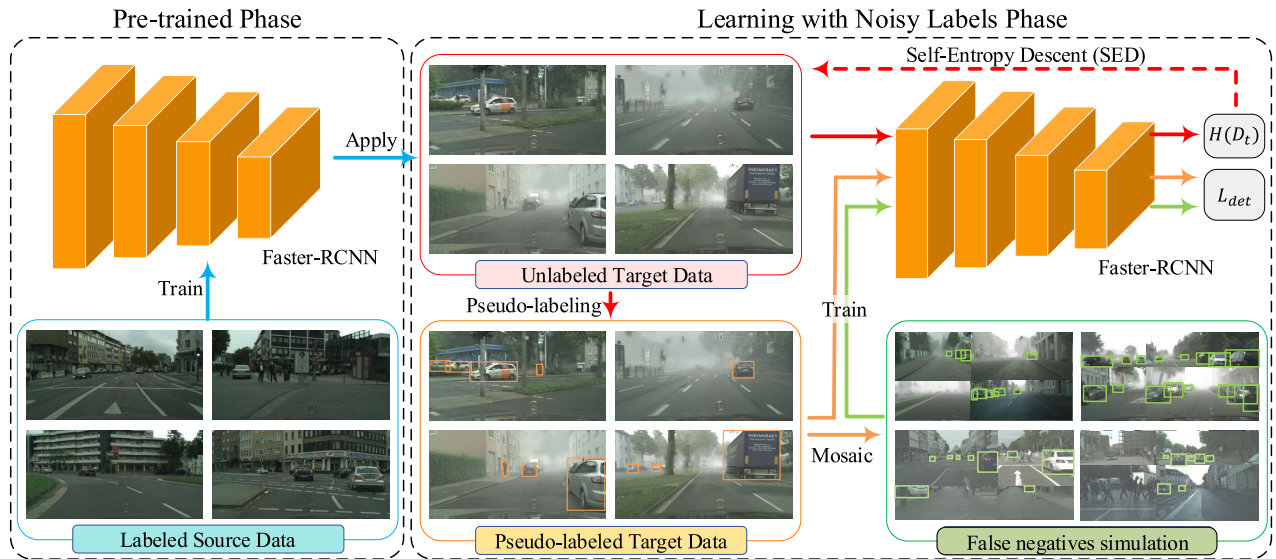 Pre-trained Phase
Learning with Noisy Labels Phase
Self-Entropy Descent (SED)
Apply
H(D_t)
L_det
Faster-RCNN
Faster-RCNN
Unlabeled Target Data
Train
Pseudo-labeling
Train
Mosaic
Labeled Source Data
Pseudo-labeled Target Data
False negatives simulation